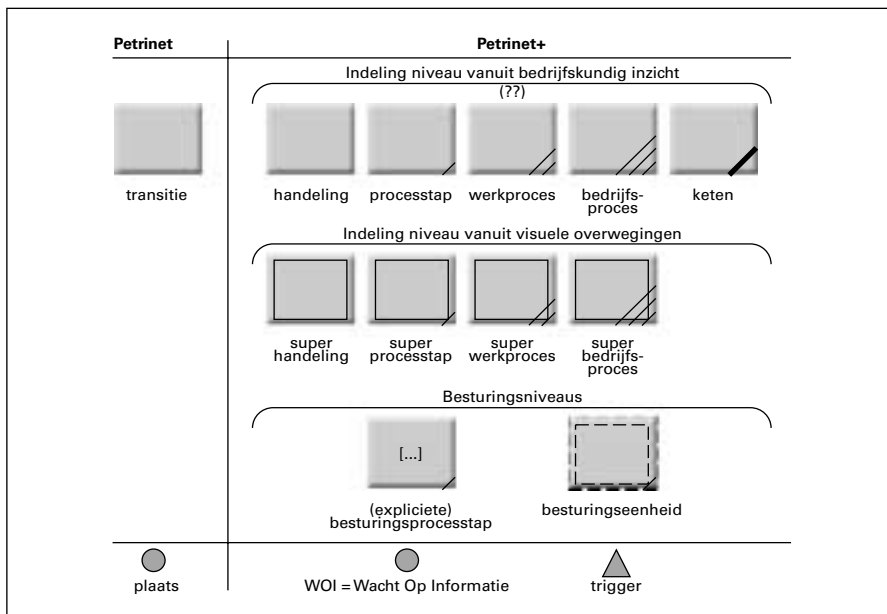 Petrinet Petrinet+
Indeling niveau vanuit bedrijfskundig inzicht
(??)
transitie handeling processtap werkproces bedrijfs-
proces keten
Indeling niveau vanuit visuele overwegingen
super
handeling super
processtap super
werkproces super
bedrijfs-
proces
Besturingsniveaus
[...]
(expliciete)
besturingsprocesstap besturingseenheid
plaats WOI = Wacht Op Informatie trigger